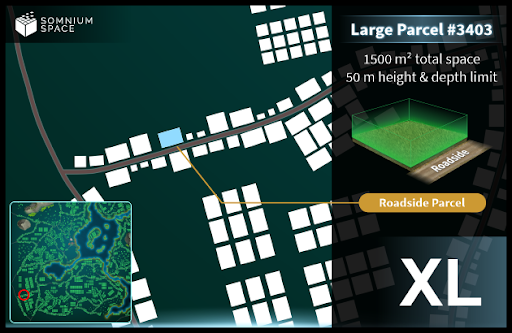 SOMNIUM
SPACE
Large Parcel #3403
1500 m² total space
50 m height & depth limit
Roadside
Roadside Parcel
XL